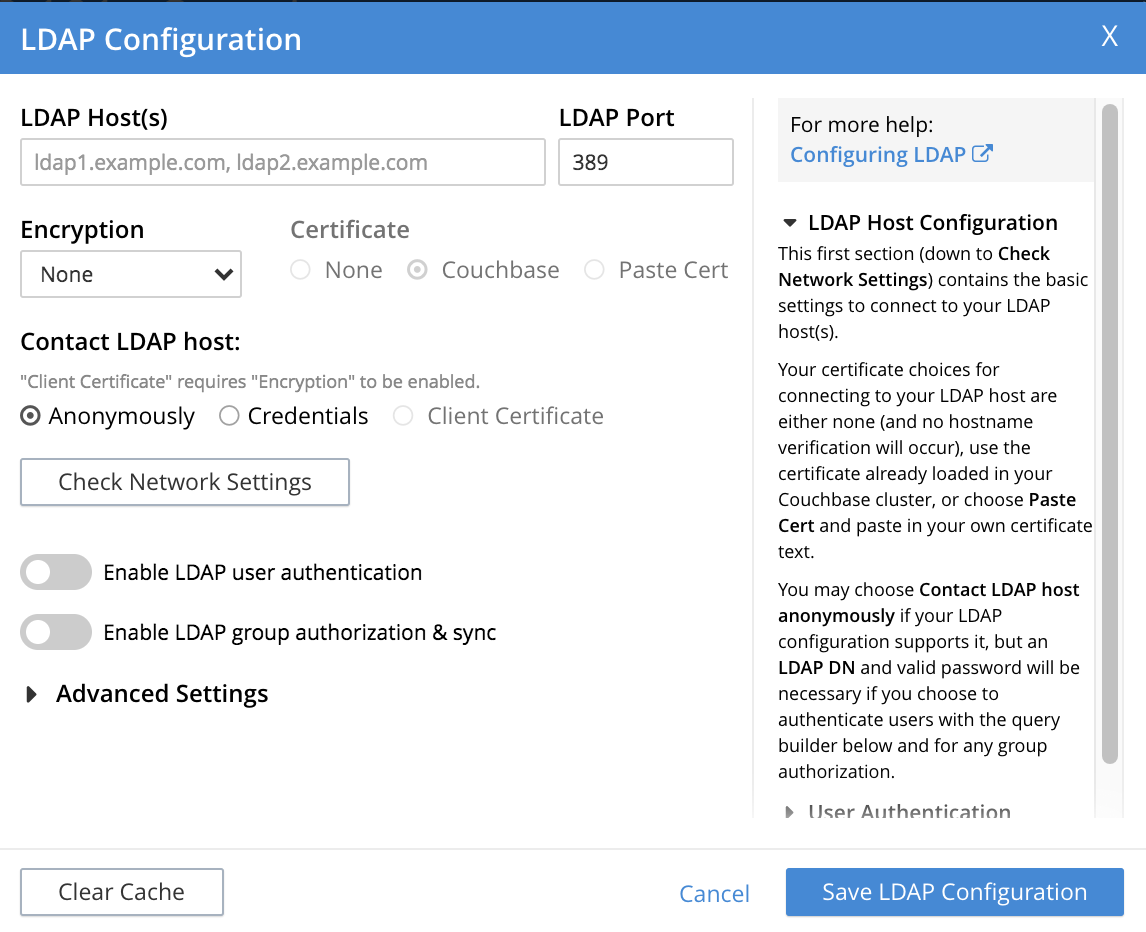 LDAP Configuration
X
LDAP Host(s)
LDAP Port
ldap1.example.com, ldap2.example.com
389
Encryption
Certificate
None
None
Couchbase
Paste Cert
Contact LDAP host:
"Client Certificate" requires "Encryption" to be enabled.
Anonymously
Credentials
Client Certificate
Check Network Settings
Enable LDAP user authentication
Enable LDAP group authorization & sync
Advanced Settings
For more help:
Configuring LDAP
LDAP Host Configuration
This first section (down to Check
Network Settings) contains the basic
settings to connect to your LDAP
host(s).
Your certificate choices for
connecting to your LDAP host are
either none (and no hostname
verification will occur), use the
certificate already loaded in your
Couchbase cluster, or choose Paste
Cert and paste in your own certificate
text.
You may choose Contact LDAP host
anonymously if your LDAP
configuration supports it, but an
LDAP DN and valid password will be
necessary if you choose to
authenticate users with the query
builder below and for any group
authorization.
User Authentication
Clear Cache
Cancel
Save LDAP Configuration